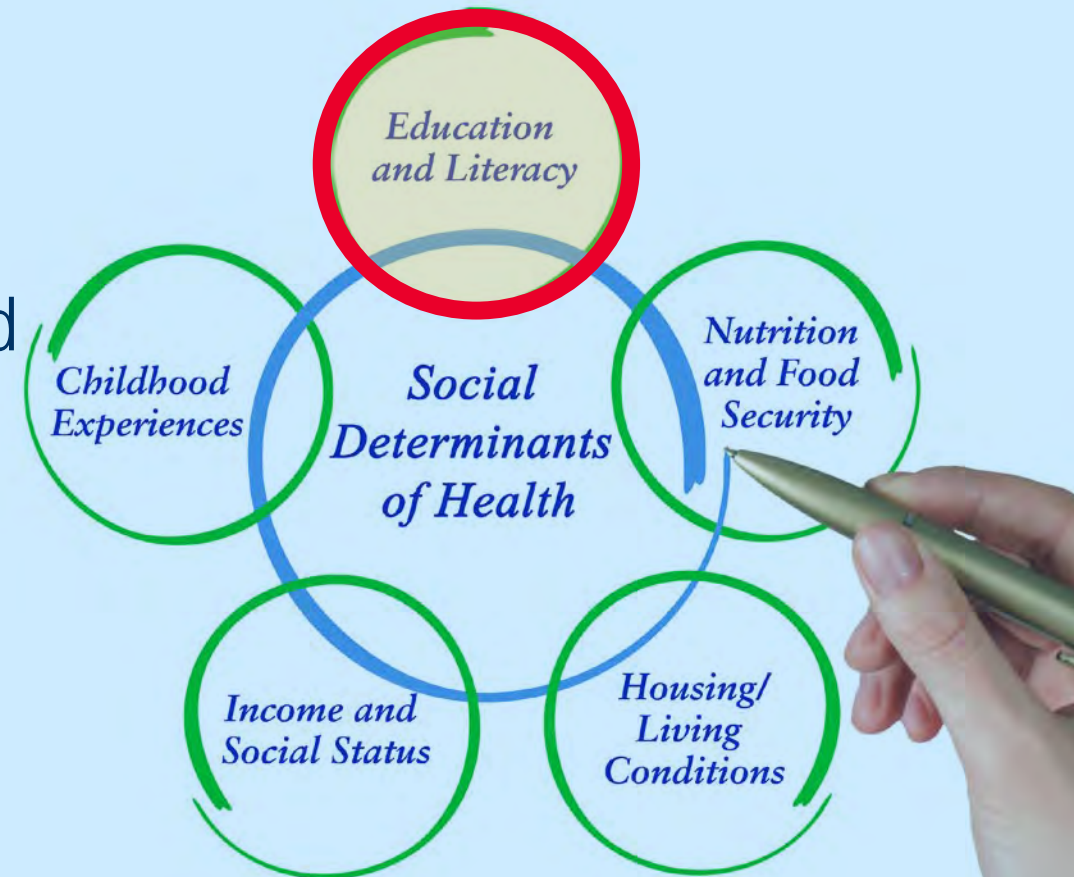 Education
and Literacy
d
Childhood
Experiences
Social
Determinants
of Health
Nutrition
and Food
Security
Income and
Social Status
Housing/
Living
Conditions